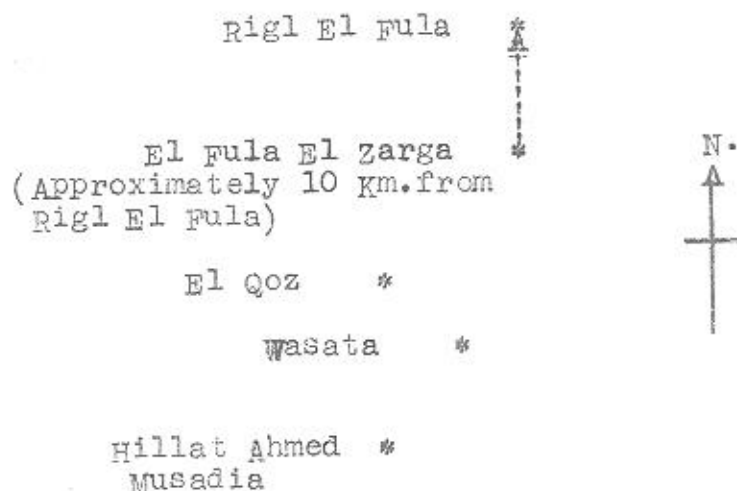 Rigl El Fula *
El Fula El Zarga *
(Approximately 10 Km.from
Rigl El Fula)
N.
El Qoz *
Wasata *
Hillat Ahmed *
Musadia